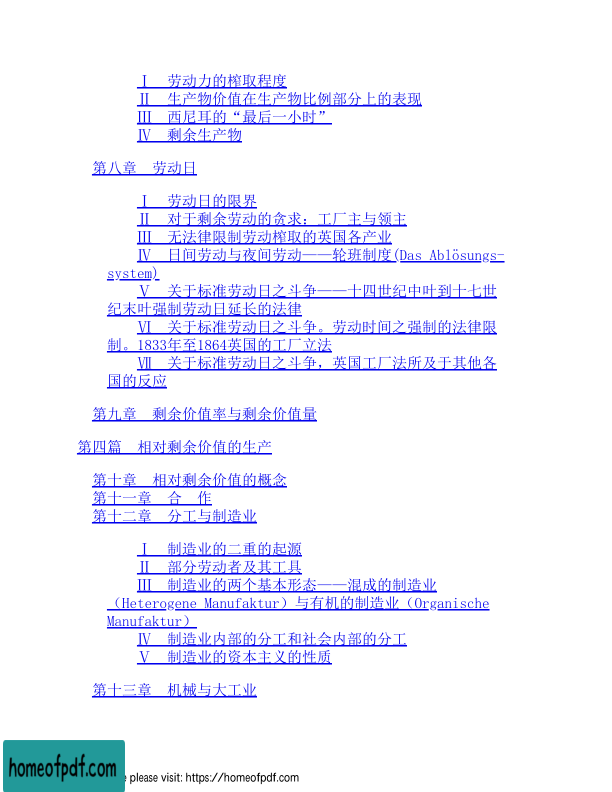 Ⅰ　劳动力的榨取程度
Ⅱ　生产物价值在生产物比例部分上的表现
Ⅲ　西尼耳的“最后一小时”
Ⅳ　剩余生产物
第八章　劳动日
Ⅰ　劳动日的限界
Ⅱ　对于剩余劳动的贪求：工厂主与领主
Ⅲ　无法律限制劳动榨取的英国各产业
Ⅳ　日间劳动与夜间劳动——轮班制度(Das Ablösungs-
system)
Ⅴ　关于标准劳动日之斗争——十四世纪中叶到十七世
纪末叶强制劳动日延长的法律
Ⅵ　关于标准劳动日之斗争。劳动时间之强制的法律限
制。1833年至1864英国的工厂立法
Ⅶ　关于标准劳动日之斗争，英国工厂法所及于其他各
国的反应
第九章　剩余价值率与剩余价值量
第四篇　相对剩余价值的生产
第十章　相对剩余价值的概念
第十一章　合　作
第十二章　分工与制造业
Ⅰ　制造业的二重的起源
Ⅱ　部分劳动者及其工具
Ⅲ　制造业的两个基本形态——混成的制造业
（Heterogene Manufaktur）与有机的制造业（Organische
Manufaktur）
Ⅳ　制造业内部的分工和社会内部的分工
Ⅴ　制造业的资本主义的性质
第十三章　机械与大工业
homeofpdf.com
please visit: https://homeofpdf.com